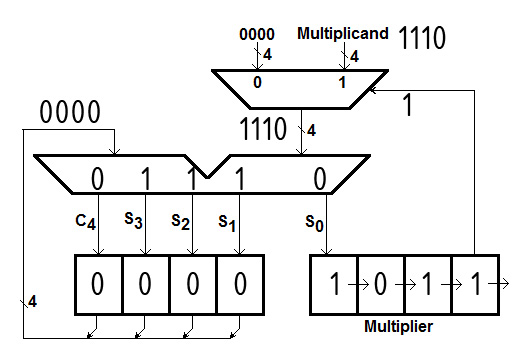 0000 Multiplicand 1110
4 4
0 1
0000 1
1110 4
0 1 1 1 0
C4 S3 S2 S1 S0
0 0 0 0 1 0 1 1
4
Multiplier